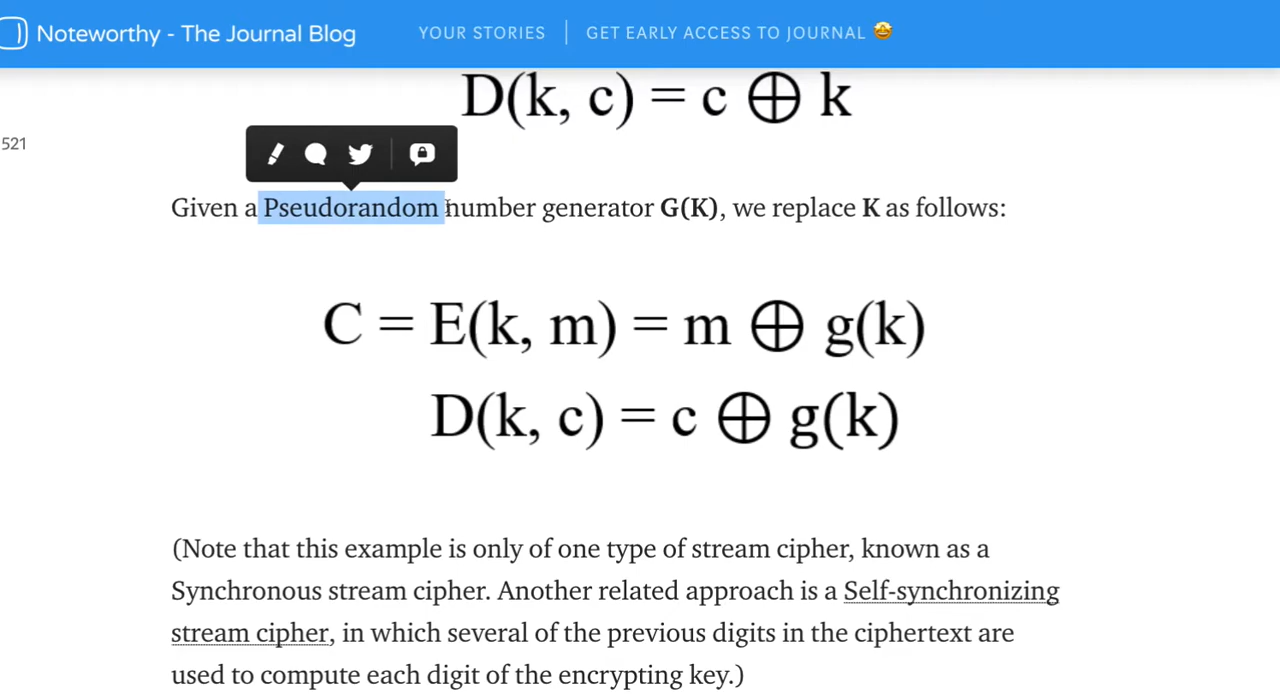 Noteworthy - The Journal Blog YOUR STORIES GET EARLY ACCESS TO JOURNAL 🤩
D(k, c) = c ⊕ k
521
Given a Pseudorandom number generator G(K), we replace K as follows:
C = E(k, m) = m ⊕ g(k)
D(k, c) = c ⊕ g(k)
(Note that this example is only of one type of stream cipher, known as a
Synchronous stream cipher. Another related approach is a Self-synchronizing
stream cipher, in which several of the previous digits in the ciphertext are
used to compute each digit of the encrypting key.)